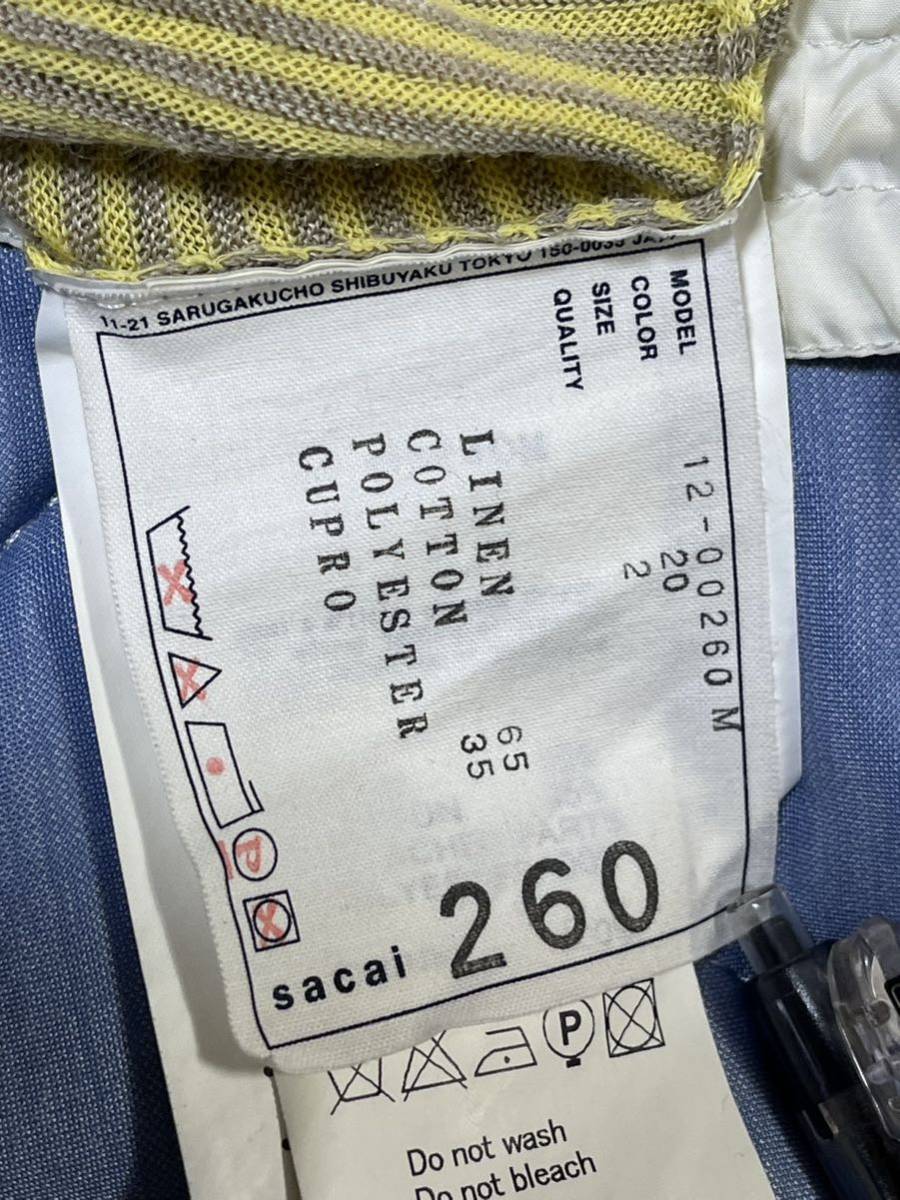 11-21 SARUGAKUCHO SHIBUYAKU TOKYO 150-0033 JAPAN
MODEL 12-00260M
COLOR 20
SIZE 2
QUALITY
LINEN 65
COTTON 35
POLYESTER
CUPRO
P
sacai 260
P
Do not wash
Do not bleach